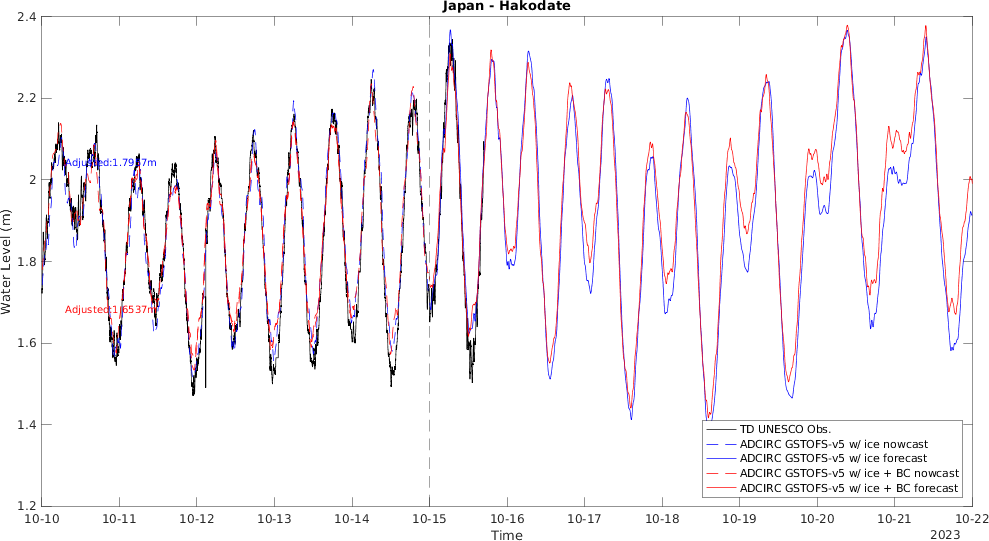 Japan - Hakodate
2.4
2.2
2
1.8
1.6
1.4
1.2
Water Level (m)
Adjusted:1.6537m
TD UNESCO Obs.
ADCIRC GSTOFS-v5 w/ ice nowcast
ADCIRC GSTOFS-v5 w/ ice forecast
ADCIRC GSTOFS-v5 w/ ice + BC nowcast
ADCIRC GSTOFS-v5 w/ ice + BC forecast
10-10
10-11
10-12
10-13
10-14
10-15
10-16
10-17
10-18
10-19
10-20
10-21
10-22
Time
2023